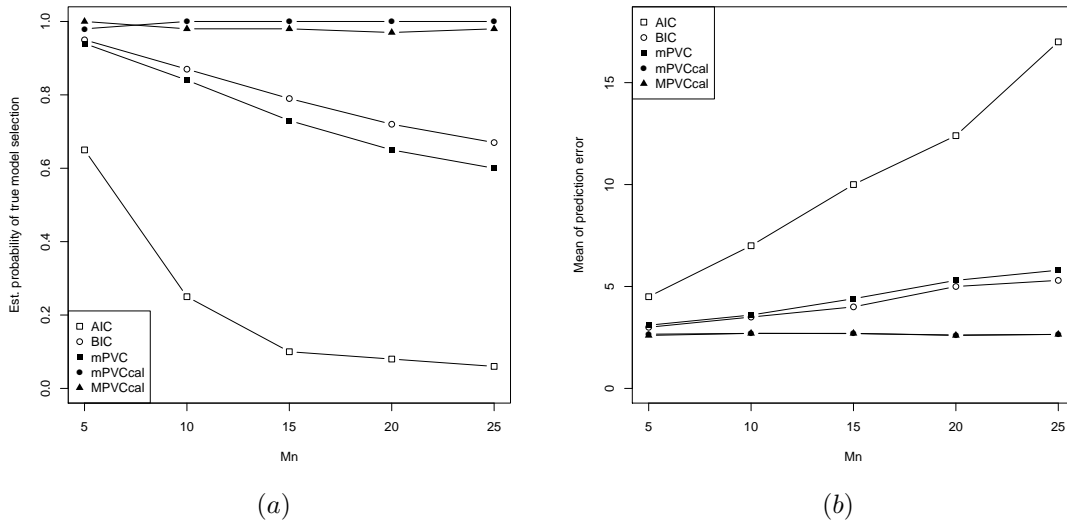 Est. probability of true model selection
1.0
0.8
0.6
0.4
0.2
0.0
AIC
BIC
mPVC
mPVCcal
MPVCcal
5 10 15 20 25
Mn
(a)
Mean of prediction error
15
10
5
0
AIC
BIC
mPVC
mPVCcal
MPVCcal
5 10 15 20 25
Mn
(b)